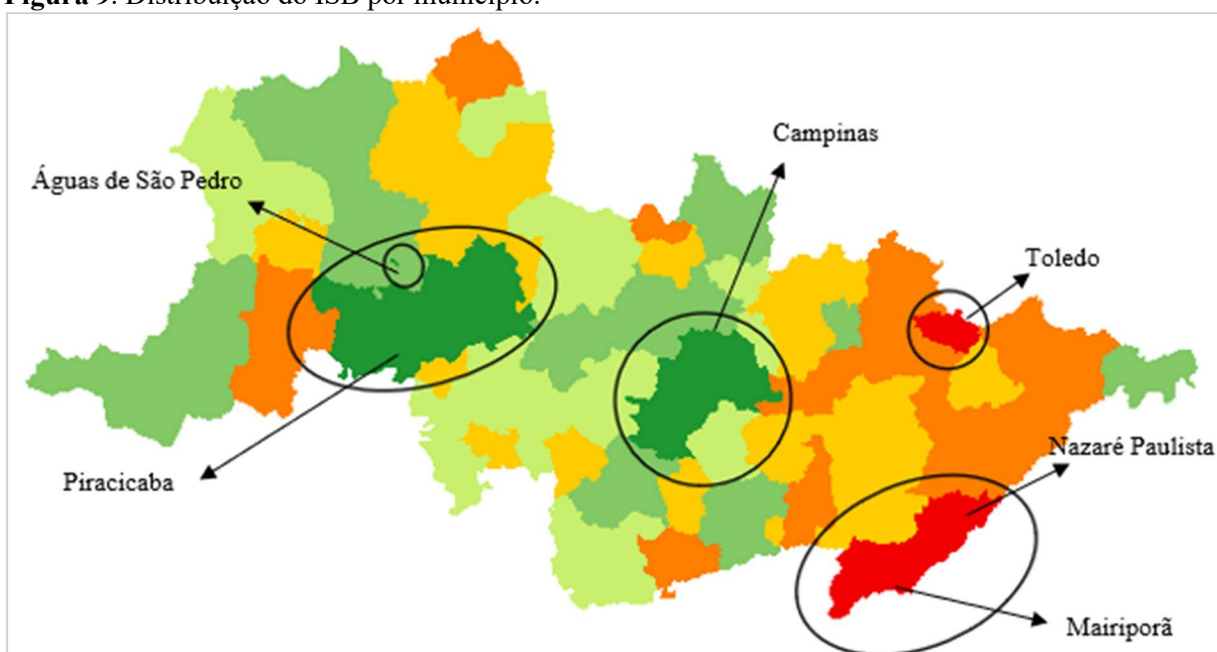 Figura 9. Distribuição do ISB por município.
Campinas
Águas de São Pedro
Toledo
Nazaré Paulista
Piracicaba
Mairiporã